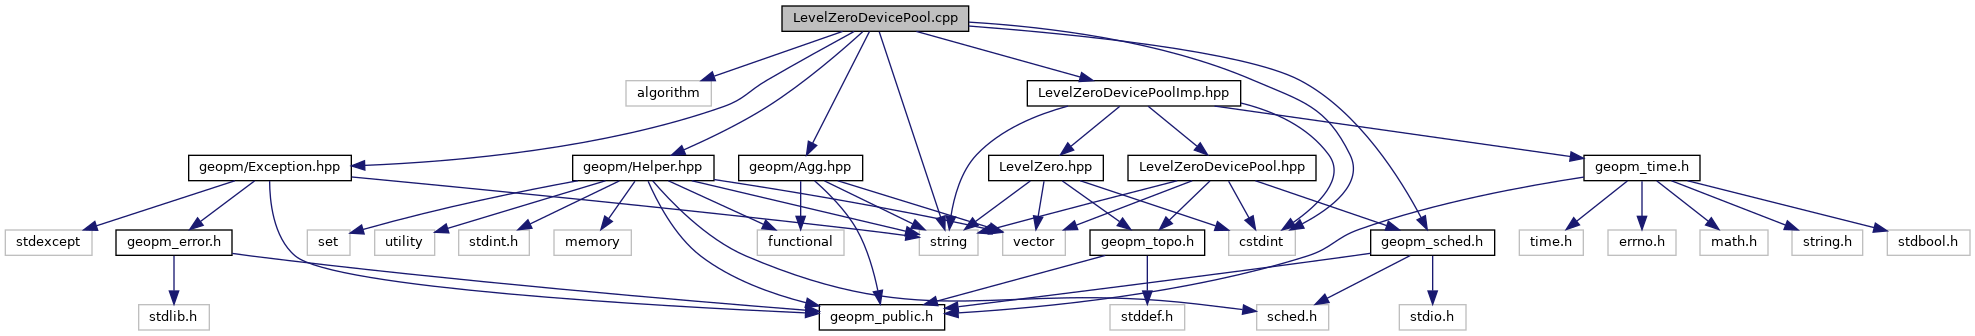 LevelZeroDevicePool.cpp
algorithm
LevelZeroDevicePoolImp.hpp
geopm/Exception.hpp
geopm/Helper.hpp
geopm/Agg.hpp
LevelZero.hpp
LevelZeroDevicePool.hpp
geopm_time.h
stdexcept
geopm_error.h
set
utility
stdint.h
memory
functional
string
vector
geopm_topo.h
cstdint
geopm_sched.h
time.h
errno.h
math.h
string.h
stdbool.h
stdlib.h
geopm_public.h
stddef.h
sched.h
stdio.h